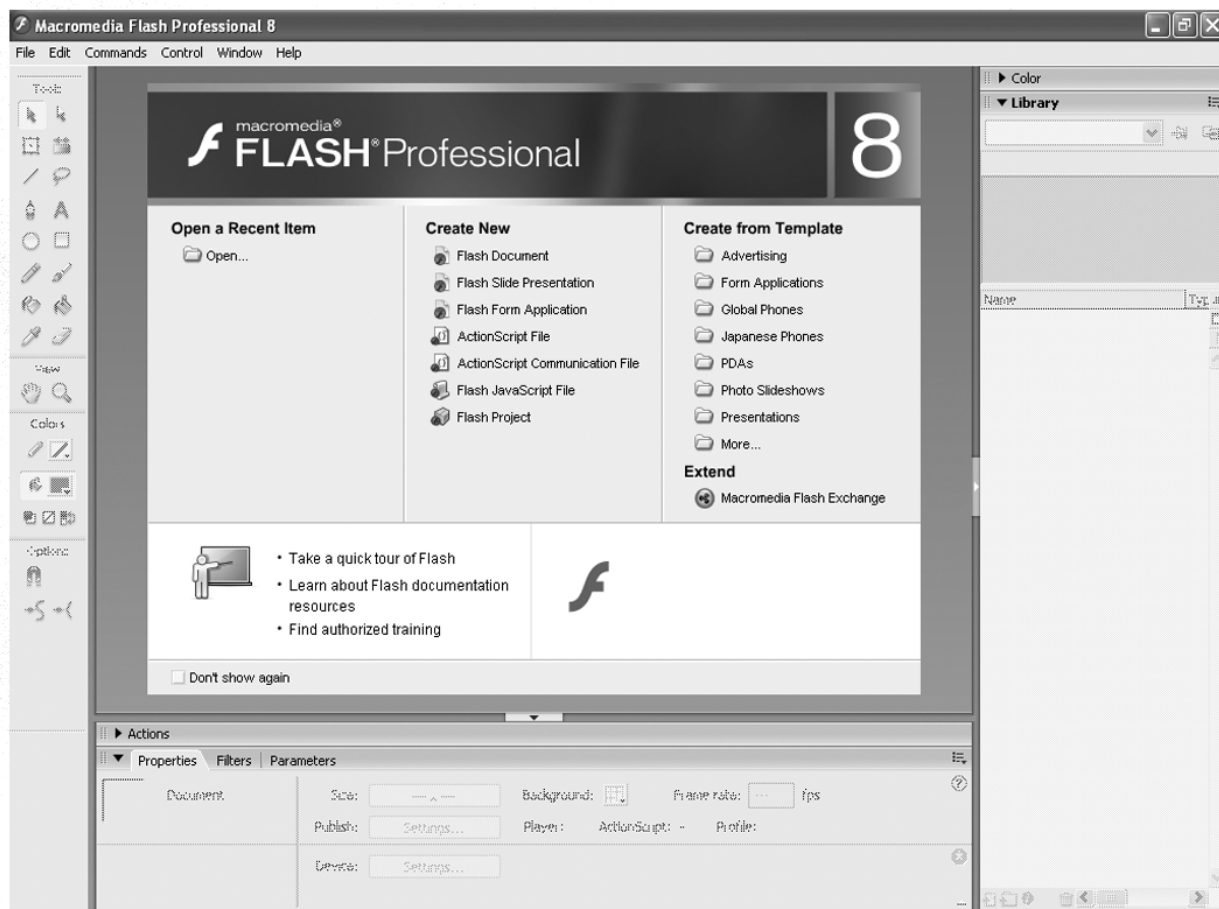 Macromedia Flash Professional 8
File Edit Commands Control Window Help
Tools
View
Colors
Options
macromedia®
FLASH® Professional 8
Open a Recent Item
Open...
Create New
Flash Document
Flash Slide Presentation
Flash Form Application
ActionScript File
ActionScript Communication File
Flash JavaScript File
Flash Project
Create from Template
Advertising
Form Applications
Global Phones
Japanese Phones
PDAs
Photo Slideshows
Presentations
More...
Extend
Macromedia Flash Exchange
• Take a quick tour of Flash
• Learn about Flash documentation
resources
• Find authorized training
Don't show again
Color
Library
Name
Actions
Properties Filters Parameters
Document
Size:
Background:
Frame rate:
fps
Publish: Settings...
Player: ActionScript: - Profile:
Device: Settings...